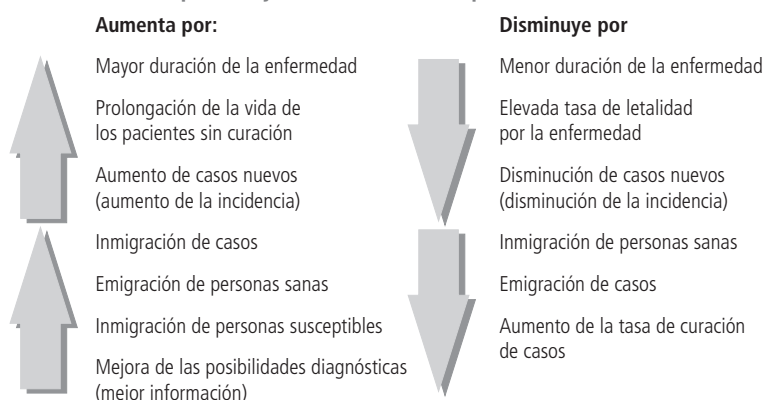 Aumenta por:
Mayor duración de la enfermedad
Prolongación de la vida de
los pacientes sin curación
Aumento de casos nuevos
(aumento de la incidencia)
Inmigración de casos
Emigración de personas sanas
Inmigración de personas susceptibles
Mejora de las posibilidades diagnósticas
(mejor información)
Disminuye por
Menor duración de la enfermedad
Elevada tasa de letalidad
por la enfermedad
Disminución de casos nuevos
(disminución de la incidencia)
Inmigración de personas sanas
Emigración de casos
Aumento de la tasa de curación
de casos